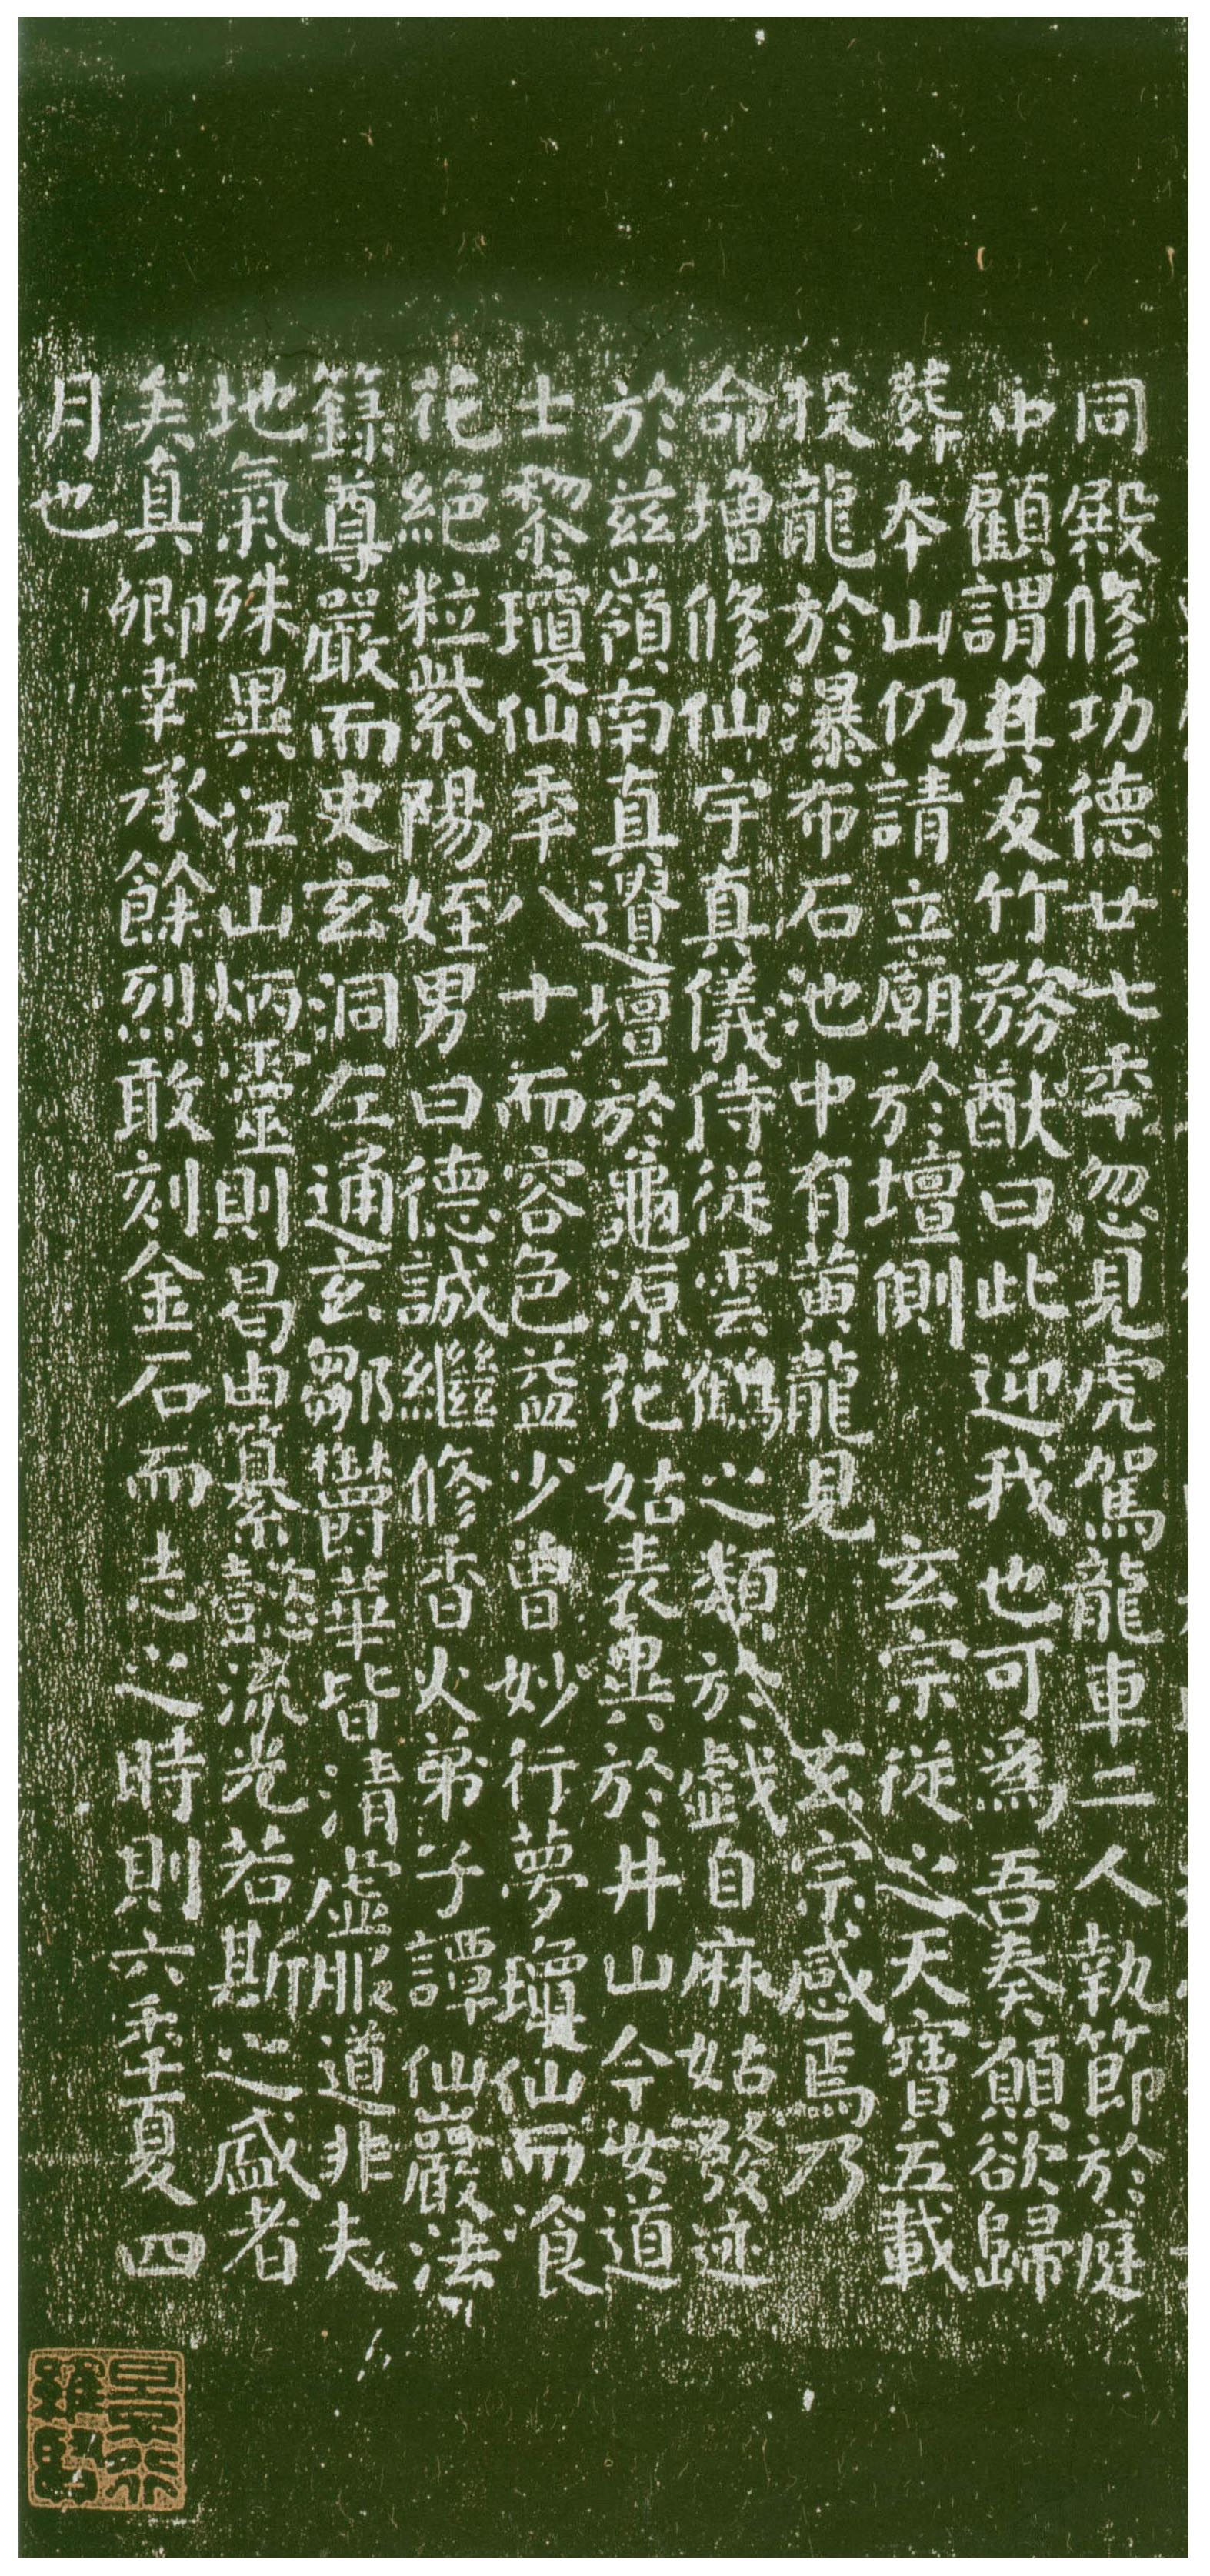 同殿修功德廿七年忽見虎駕龍車二人執節於庭
中顧謂其友竹務猷曰此迎我也可為吾奏願欲歸
葬本山仍請立廟於壇側玄宗從之天寶五載
投龍於瀑布石池中有黃龍見玄宗感焉乃
命增修仙宇真儀侍從雲鶴之類於戲自麻姑發迹
於茲嶺南真遺壇於龜源花姑表異於井山今女道
士黎瓊仙年八十而容色益少曾妙行夢瓊仙而飡
花絕粒紫陽姪男曰德誠繼修香火弟子譚仙巖法
籙尊嚴而史玄洞左通玄鄒鬱華皆清虛服道非夫
地氣殊異江山炳靈則曷由纂懿流光若斯之盛者
矣真卿幸承餘烈敢刻金石而志之時則六年夏四
月也